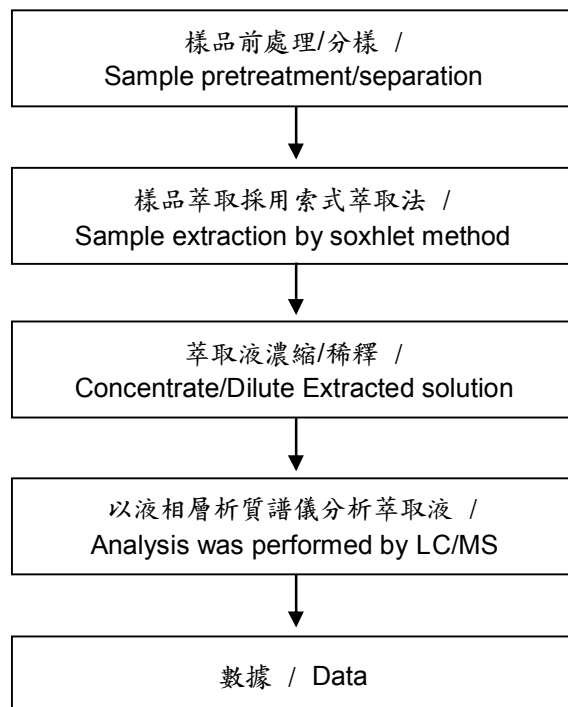 樣品前處理/分樣 /
Sample pretreatment/separation
樣品萃取採用索式萃取法 /
Sample extraction by soxhlet method
萃取液濃縮/稀釋 /
Concentrate/Dilute Extracted solution
以液相層析質譜儀分析萃取液 /
Analysis was performed by LC/MS
數據 / Data